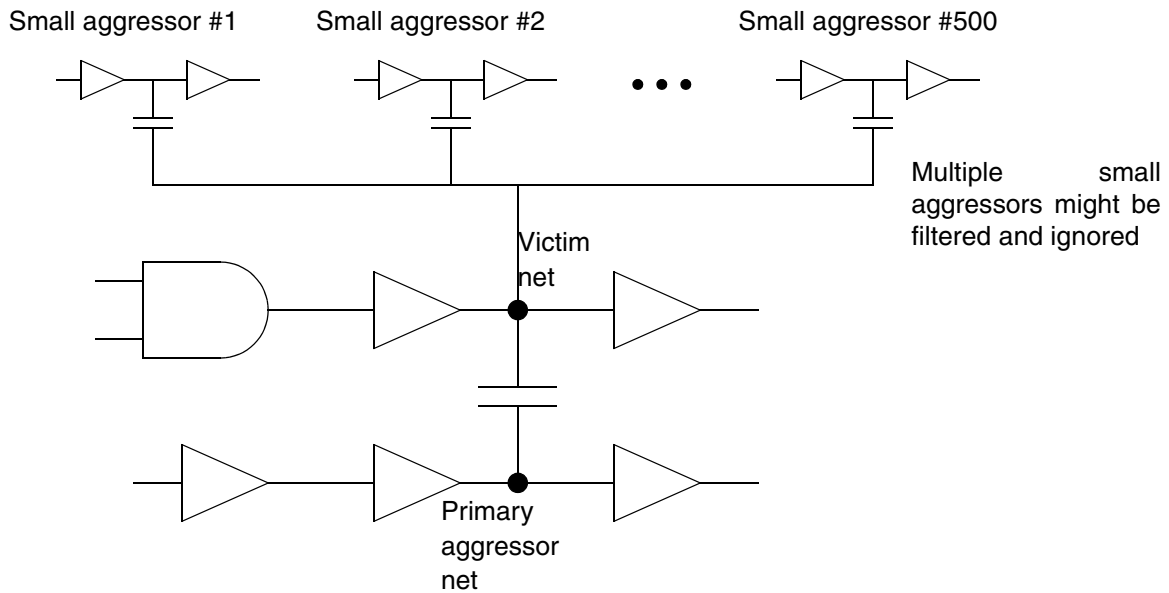 Small aggressor #1
Small aggressor #2
Small aggressor #500
Multiple small
aggressors might be
filtered and ignored
Victim
net
Primary
aggressor
net